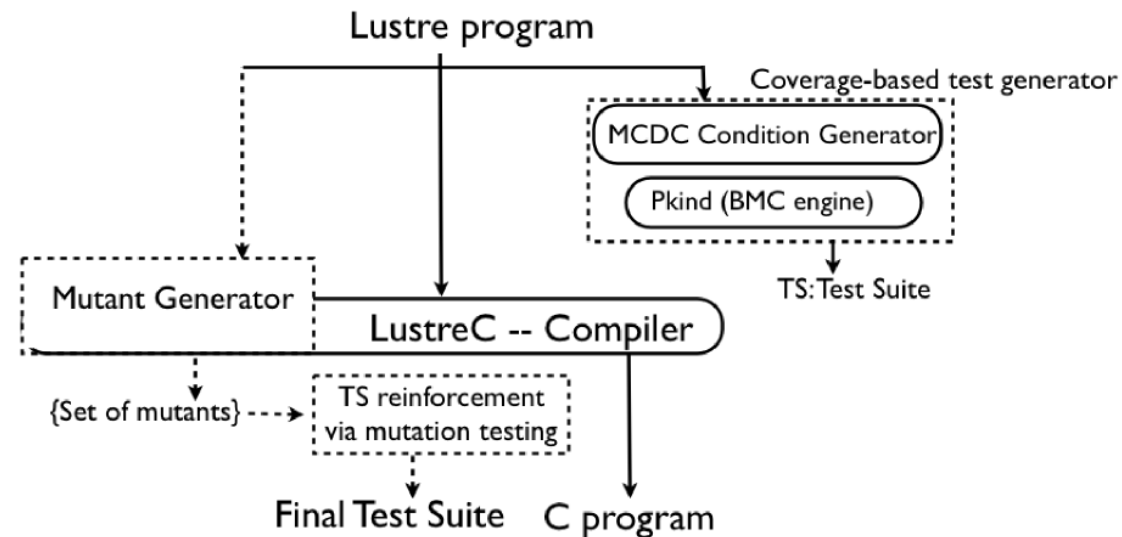 Lustre program
Coverage-based test generator
MCDC Condition Generator
Pkind (BMC engine)
TS:Test Suite
Mutant Generator
LustreC -- Compiler
{Set of mutants}
TS reinforcement
via mutation testing
Final Test Suite
C program